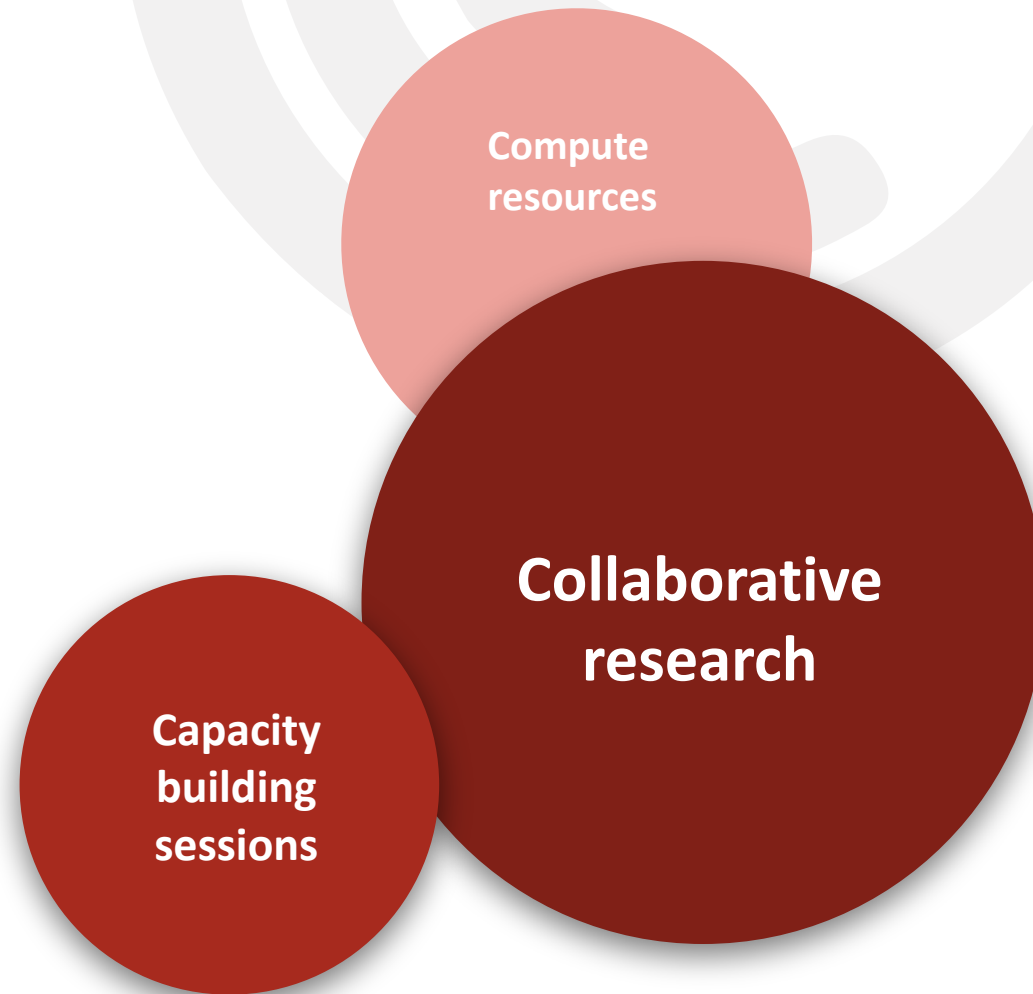 Compute
resources
Collaborative
research
Capacity
building
sessions